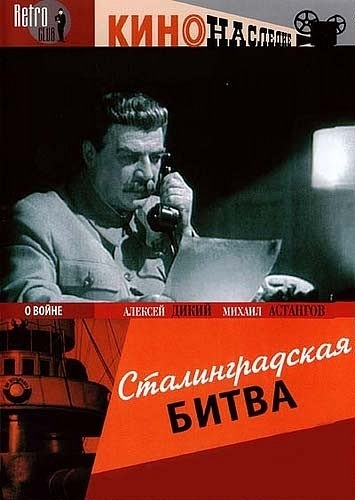 Retro
CLUB
КИНОНАСЛЕДИЕ
О ВОЙНЕ
АЛЕКСЕЙ ДИКИЙ МИХАИЛ АСТАНГОВ
Сталинградская
БИТВА